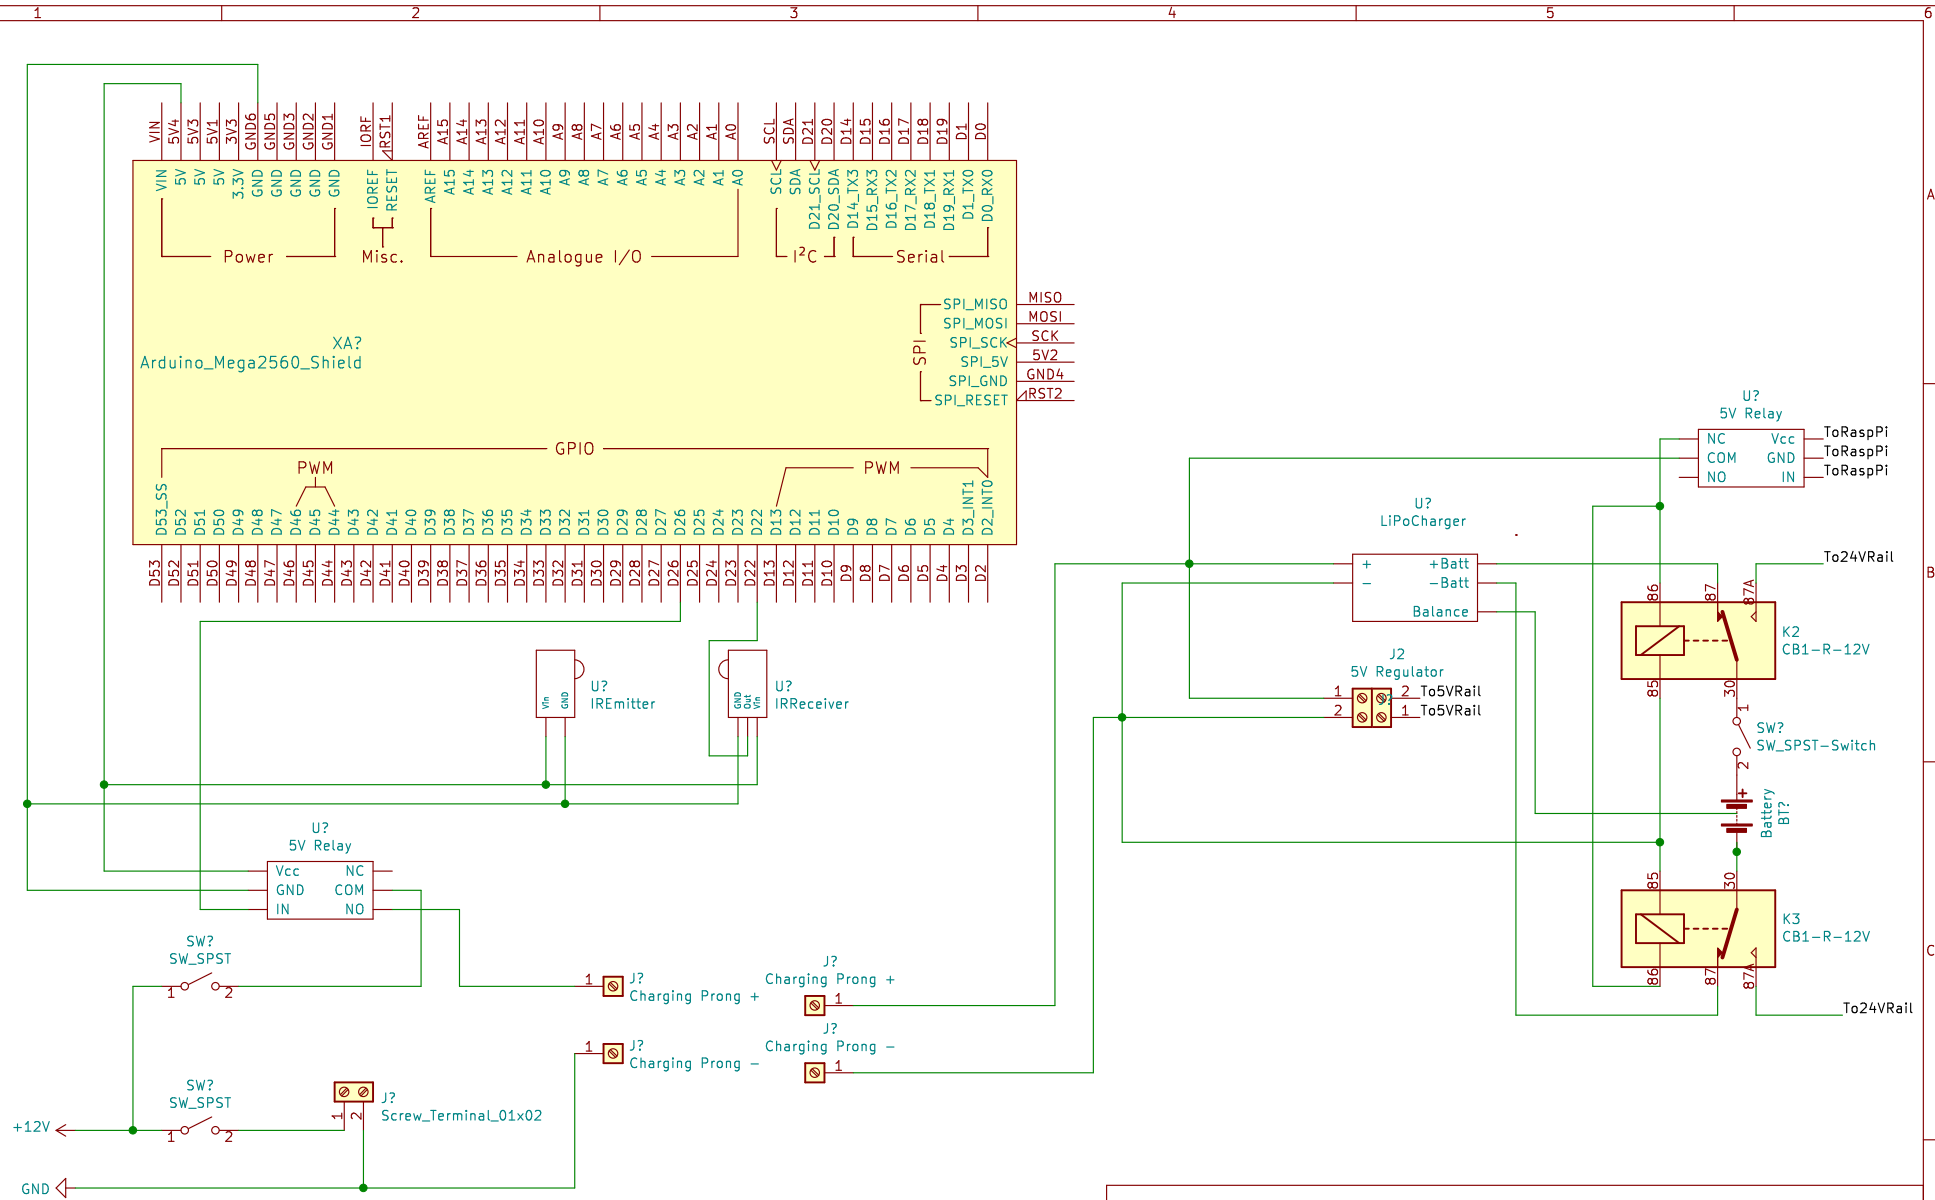 1 2 3 4 5 6
VIN 5V4 5V3 5V1 3V3 GND6 GND5 GND3 GND2 GND1 IORF RST1 AREF A15 A14 A13 A12 A11 A10 A9 A8 A7 A6 A5 A4 A3 A2 A1 A0 SCL SDA D21 D20 D14 D15 D16 D17 D18 D19 D1 D0
VIN 5V 5V 5V 3.3V GND GND GND GND GND IOREF RESET AREF A15 A14 A13 A12 A11 A10 A9 A8 A7 A6 A5 A4 A3 A2 A1 A0 SCL SDA D21_SCL D20_SDA D14_TX3 D15_RX3 D16_TX2 D17_RX2 D18_TX1 D19_RX1 D1_TX0 D0_RX0
A
Power Misc. Analogue I/O I²C Serial
SPI
SPI_MISO MISO
SPI_MOSI MOSI
SPI_SCK SCK
SPI_5V 5V2
SPI_GND GND4
SPI_RESET RST2
XA?
Arduino_Mega2560_Shield
GPIO
PWM PWM
D53_SS D52 D51 D50 D49 D48 D47 D46 D45 D44 D43 D42 D41 D40 D39 D38 D37 D36 D35 D34 D33 D32 D31 D30 D29 D28 D27 D26 D25 D24 D23 D22 D13 D12 D11 D10 D9 D8 D7 D6 D5 D4 D3_INT1 D2_INT0
D53 D52 D51 D50 D49 D48 D47 D46 D45 D44 D43 D42 D41 D40 D39 D38 D37 D36 D35 D34 D33 D32 D31 D30 D29 D28 D27 D26 D25 D24 D23 D22 D13 D12 D11 D10 D9 D8 D7 D6 D5 D4 D3 D2
U?
5V Relay
NC Vcc ToRaspPi
COM GND ToRaspPi
NO IN ToRaspPi
U?
LiPoCharger
+ +Batt
- -Batt
Balance
To24VRail
B
86 87 87A
K2
CB1-R-12V
85 30
J2
5V Regulator
1 2 To5VRail
2 1 To5VRail
U?
IREmitter
Vin GND
U?
IRReceiver
GND Out Vin
1
SW?
SW_SPST-Switch
2
+
Battery
BT?
U?
5V Relay
Vcc NC
GND COM
IN NO
85 30
K3
CB1-R-12V
86 87 87A
C
To24VRail
SW?
SW_SPST
1 2
1 J?
Charging Prong +
J?
Charging Prong +
1
1 J?
Charging Prong -
J?
Charging Prong -
1
SW?
SW_SPST
1 2
J?
Screw_Terminal_01x02
1 2
+12V
GND